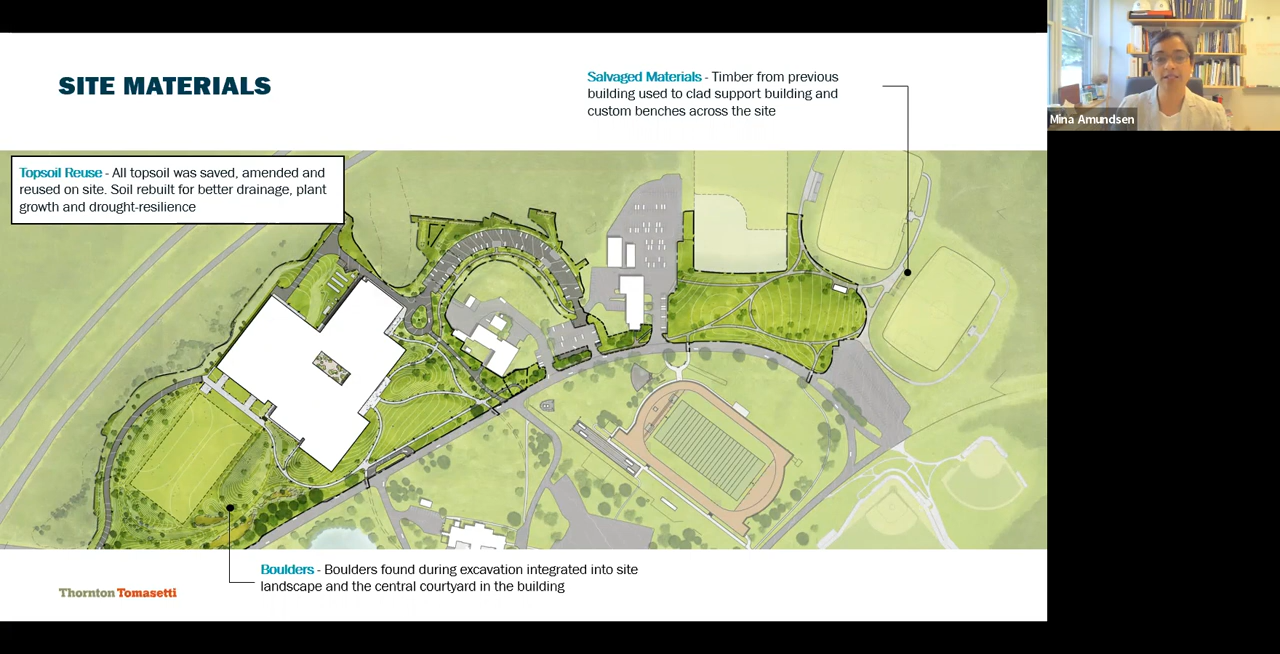 SITE MATERIALS
Salvaged Materials - Timber from previous
building used to clad support building and
custom benches across the site
Mina Amundsen
Topsoil Reuse - All topsoil was saved, amended and
reused on site. Soil rebuilt for better drainage, plant
growth and drought-resilience
Boulders - Boulders found during excavation integrated into site
landscape and the central courtyard in the building
Thornton Tomasetti